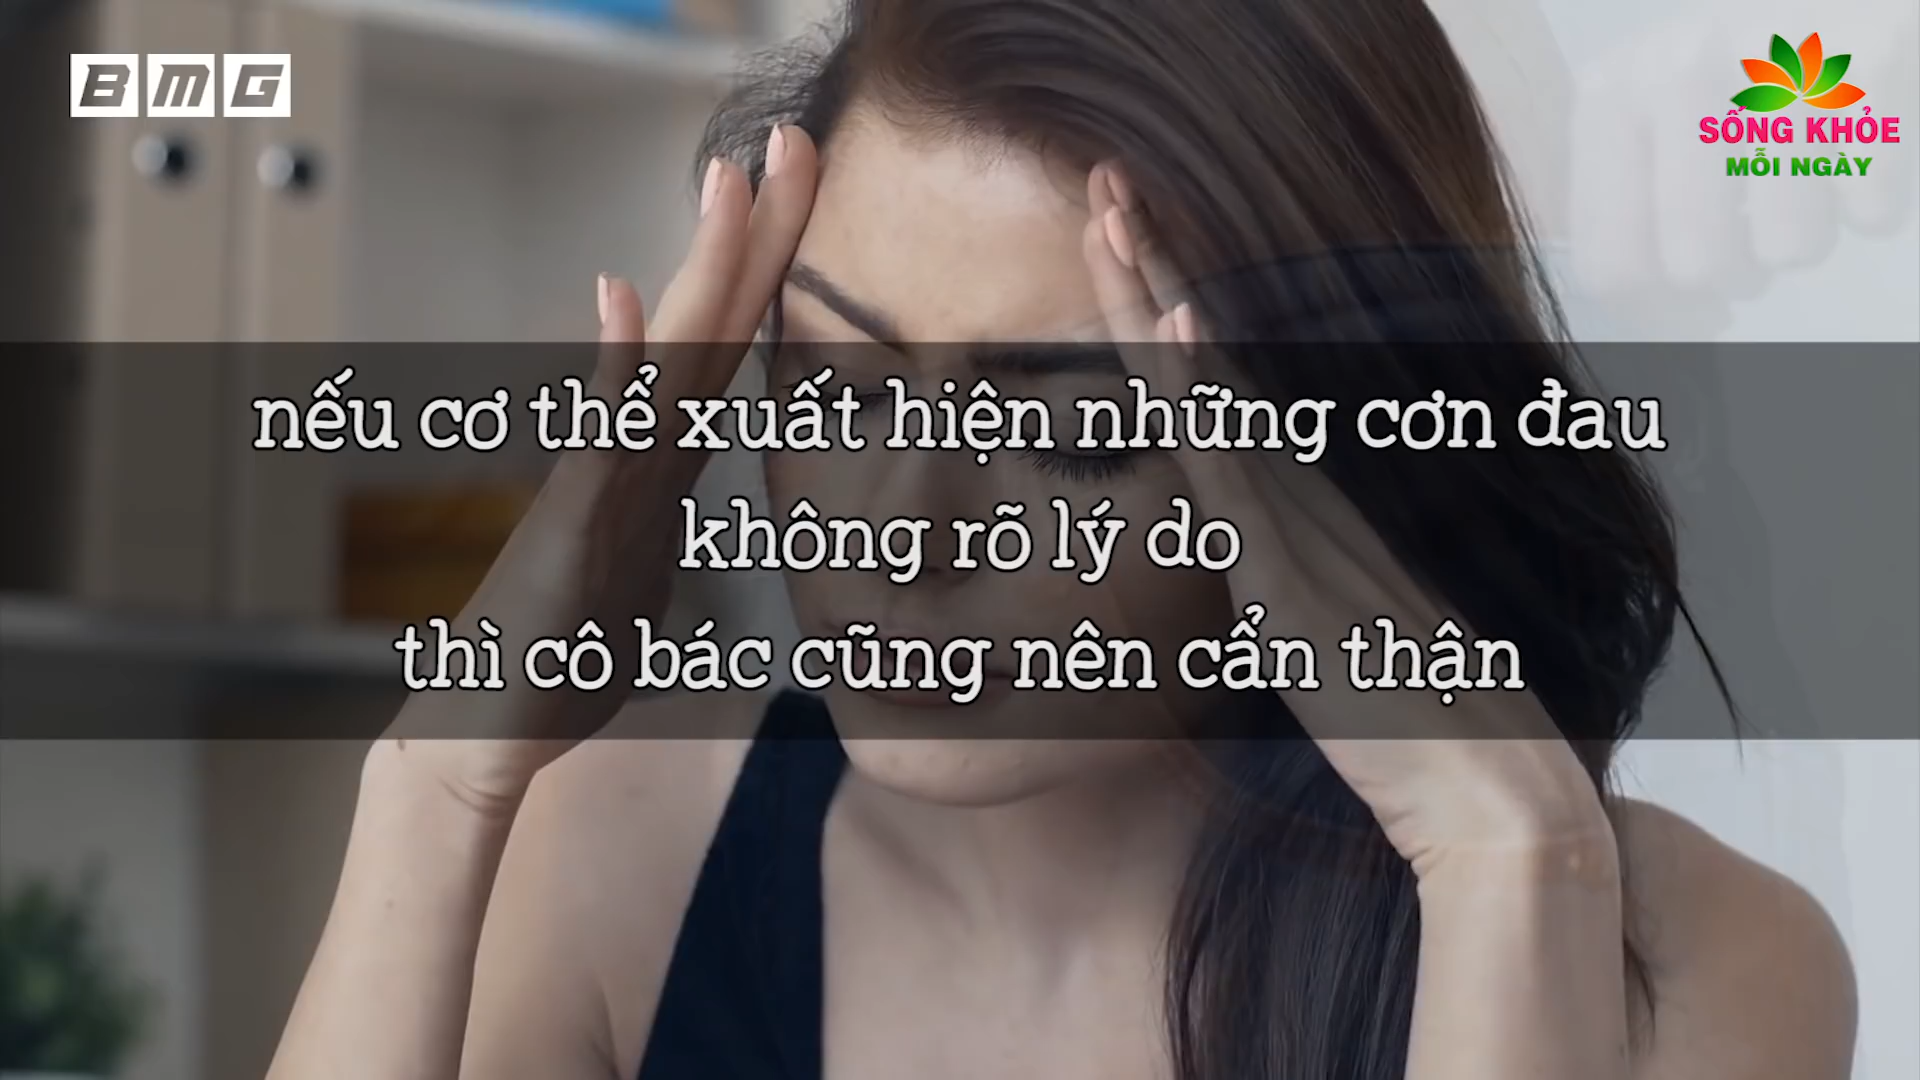 BMG
SỐNG KHỎE
MỖI NGÀY
nếu cơ thể xuất hiện những cơn đau
không rõ lý do
thì cô bác cũng nên cẩn thận